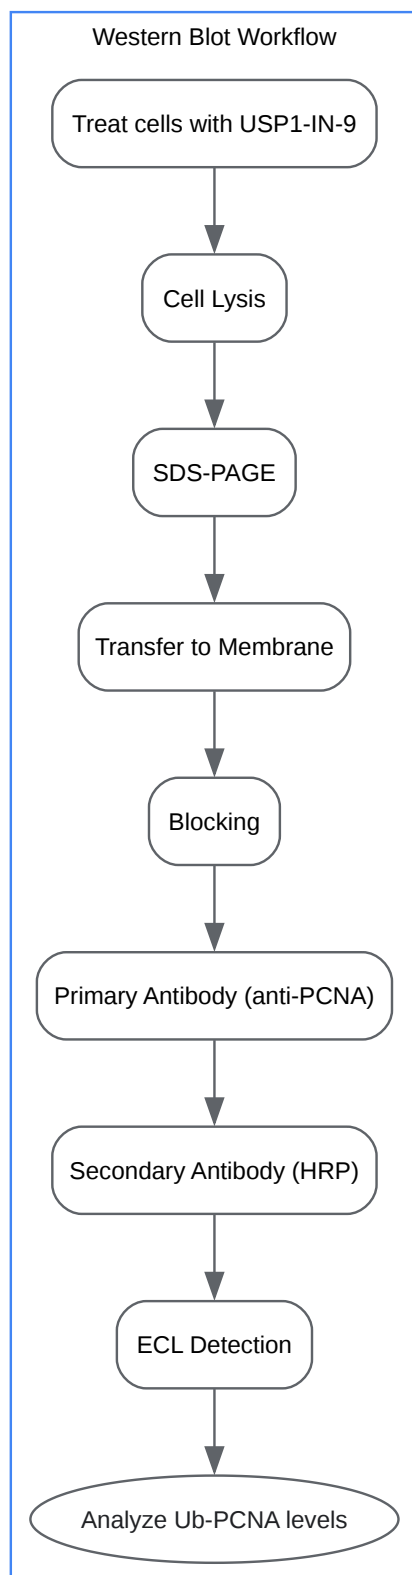 Western Blot Workflow
Treat cells with USP1-IN-9
Cell Lysis
SDS-PAGE
Transfer to Membrane
Blocking
Primary Antibody (anti-PCNA)
Secondary Antibody (HRP)
ECL Detection
Analyze Ub-PCNA levels